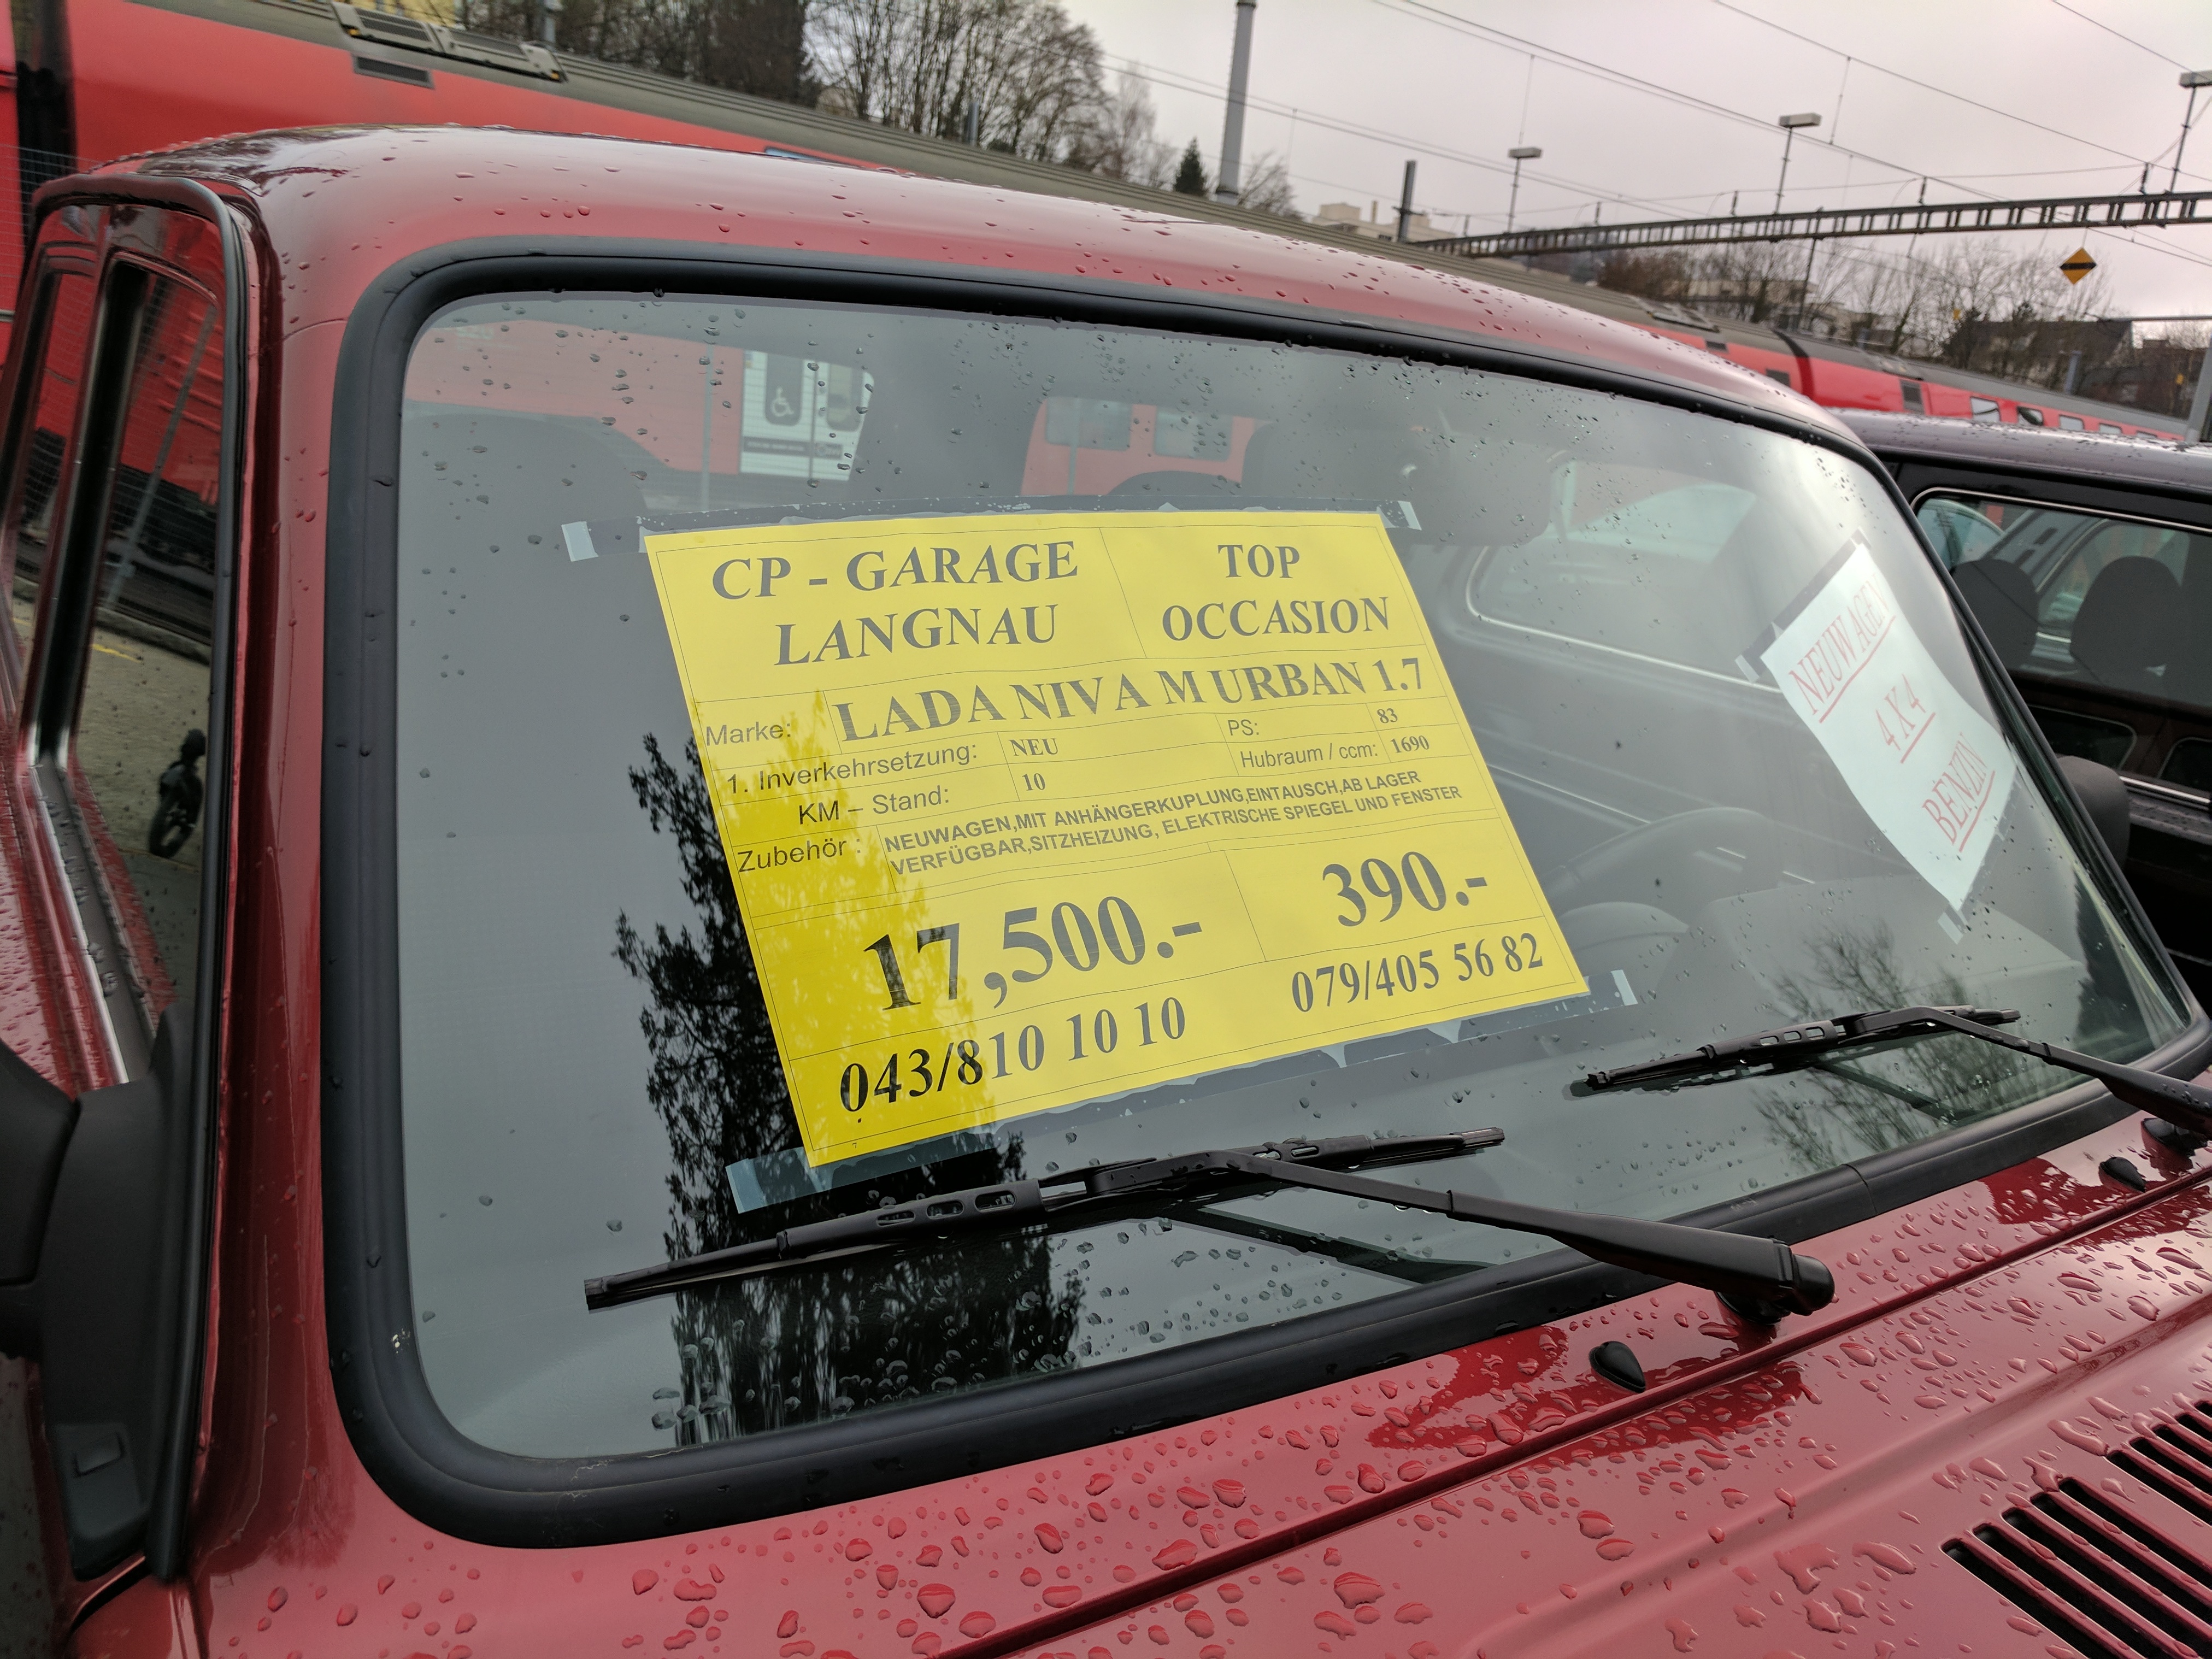 CP - GARAGE
LANGNAU
TOP
OCCASION
Marke: LADA NIVA M URBAN 1.7
1. Inverkehrsetzung: NEU PS: 83
KM – Stand: 10 Hubraum / ccm: 1690
Zubehör : NEUWAGEN,MIT ANHÄNGERKUPLUNG,EINTAUSCH,AB LAGER
VERFÜGBAR,SITZHEIZUNG, ELEKTRISCHE SPIEGEL UND FENSTER
17,500.- 390.-
043/810 10 10 079/405 56 82
NEUWAGEN
4X4
BENZIN